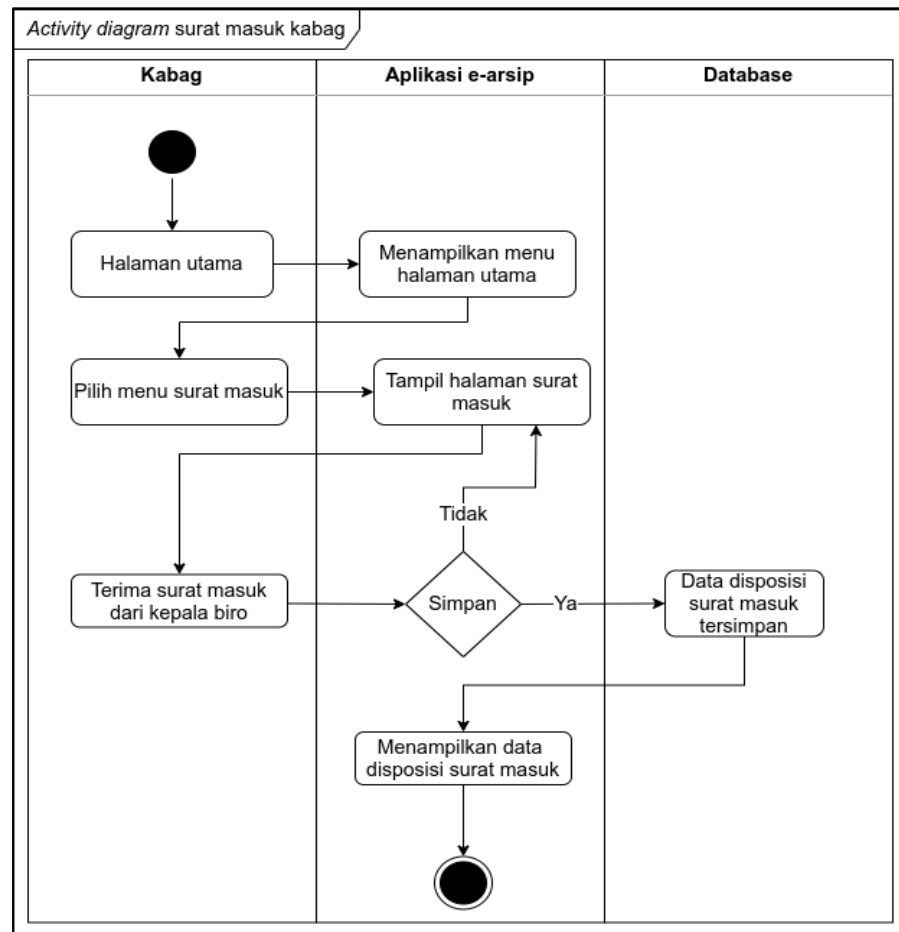 Activity diagram surat masuk kabag
Kabag
Aplikasi e-arsip
Database
Halaman utama
Menampilkan menu
halaman utama
Pilih menu surat masuk
Tampil halaman surat
masuk
Tidak
Terima surat masuk
dari kepala biro
Simpan
Ya
Data disposisi
surat masuk
tersimpan
Menampilkan data
disposisi surat masuk